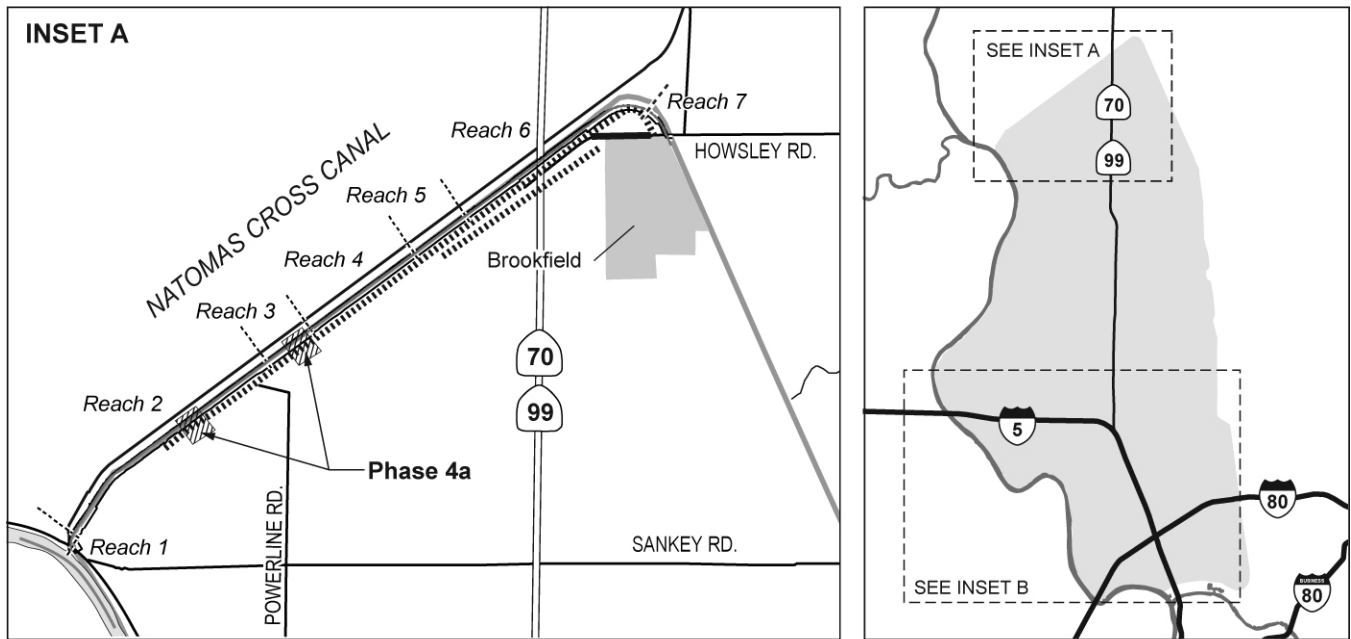 INSET A
Reach 7
Reach 6
HOWSLEY RD.
NATOMAS CROSS CANAL
Reach 5
Reach 4
Brookfield
Reach 3
70
99
Reach 2
Phase 4a
POWERLINE RD.
Reach 1
SANKEY RD.
SEE INSET A
70
99
5
80
SEE INSET B
BUSINESS
80